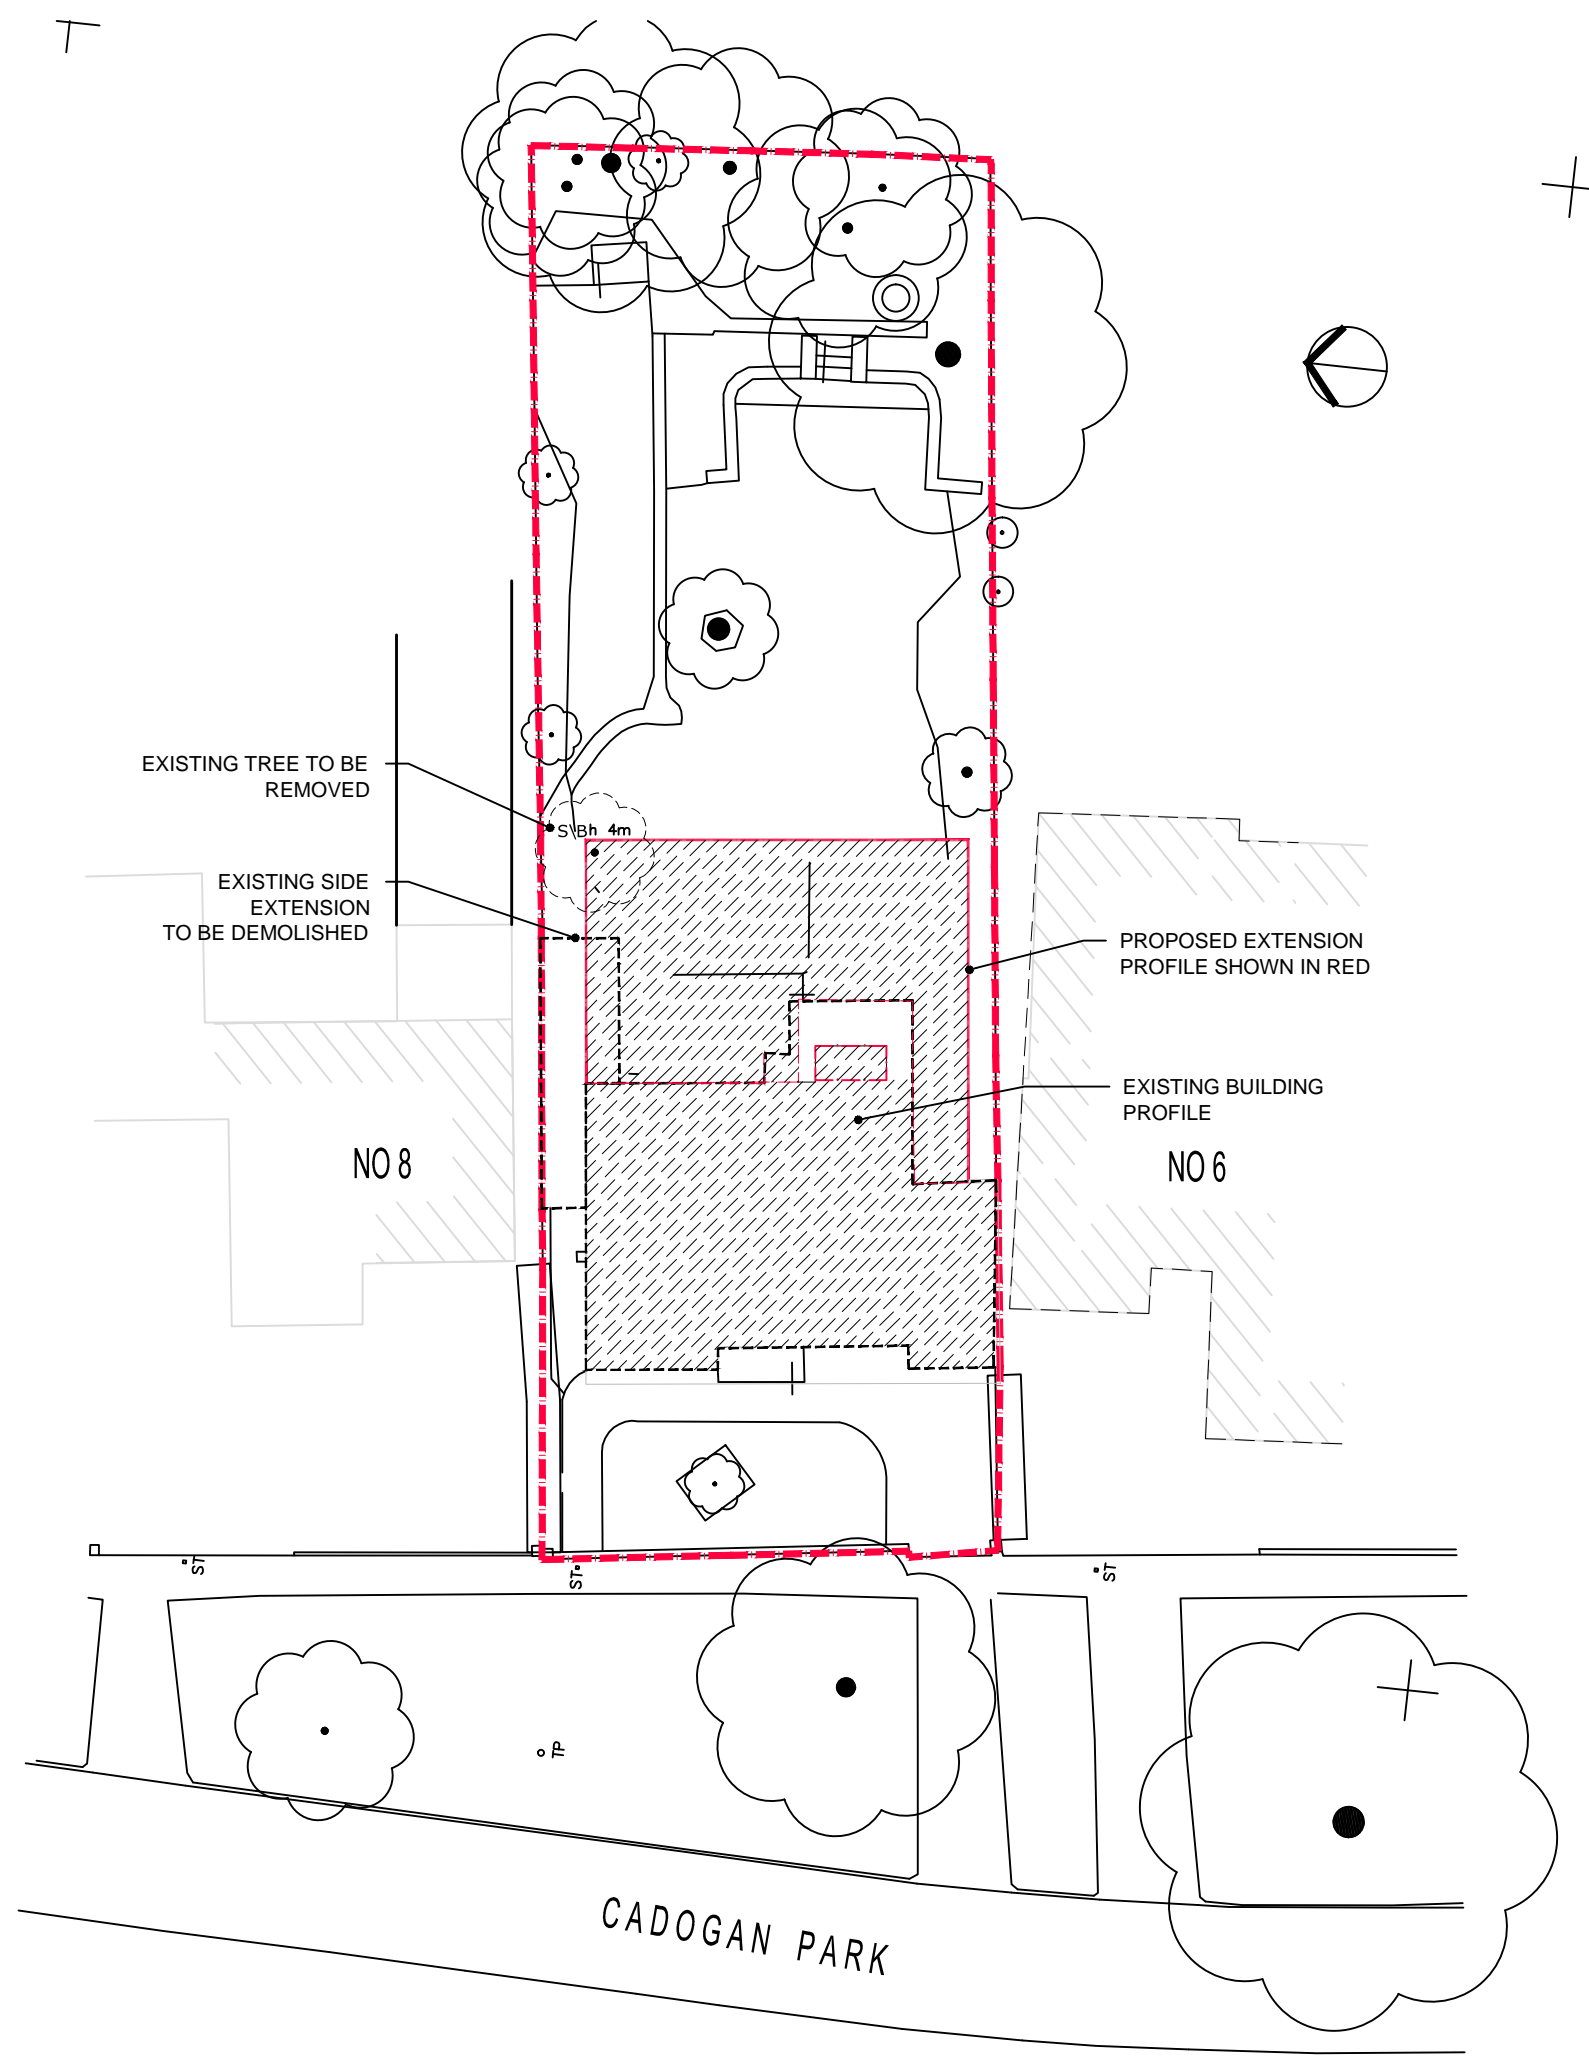 EXISTING TREE TO BE
REMOVED
S\Bh 4m
EXISTING SIDE
EXTENSION
TO BE DEMOLISHED
PROPOSED EXTENSION
PROFILE SHOWN IN RED
EXISTING BUILDING
PROFILE
NO 8
NO 6
ST
ST
ST
TP
CADOGAN PARK